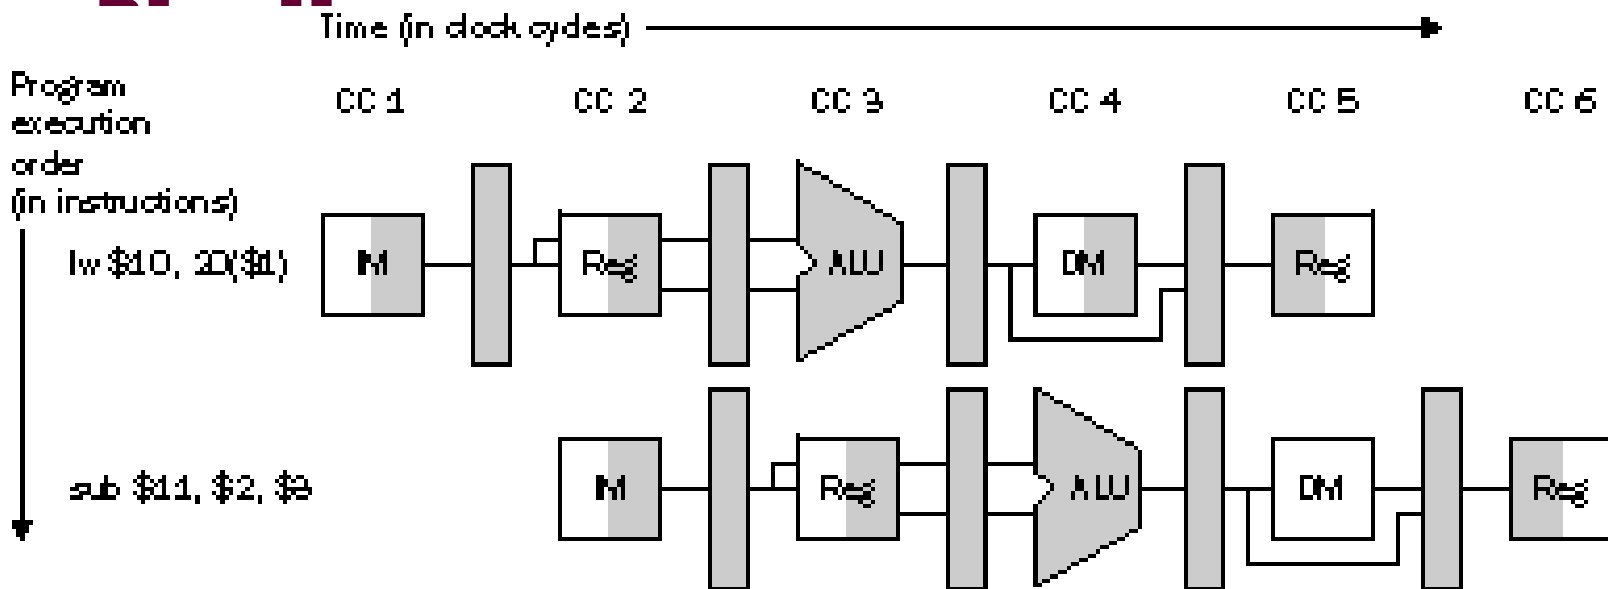 Time (in clock cycles)
Program
execution
order
(in instructions)
CC 1
CC 2
CC 3
CC 4
CC 5
CC 6
lw $10, 20($1)
IM
Reg
ALU
DM
Reg
sub $11, $2, $3
IM
Reg
ALU
DM
Reg